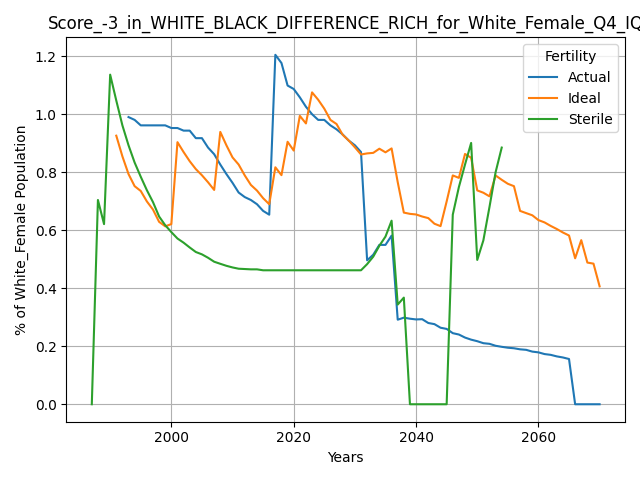 Score_-3_in_WHITE_BLACK_DIFFERENCE_RICH_for_White_Female_Q4_IQ
Fertility
Actual
Ideal
Sterile
% of White_Female Population
1.2
1.0
0.8
0.6
0.4
0.2
0.0
2000 2020 2040 2060
Years